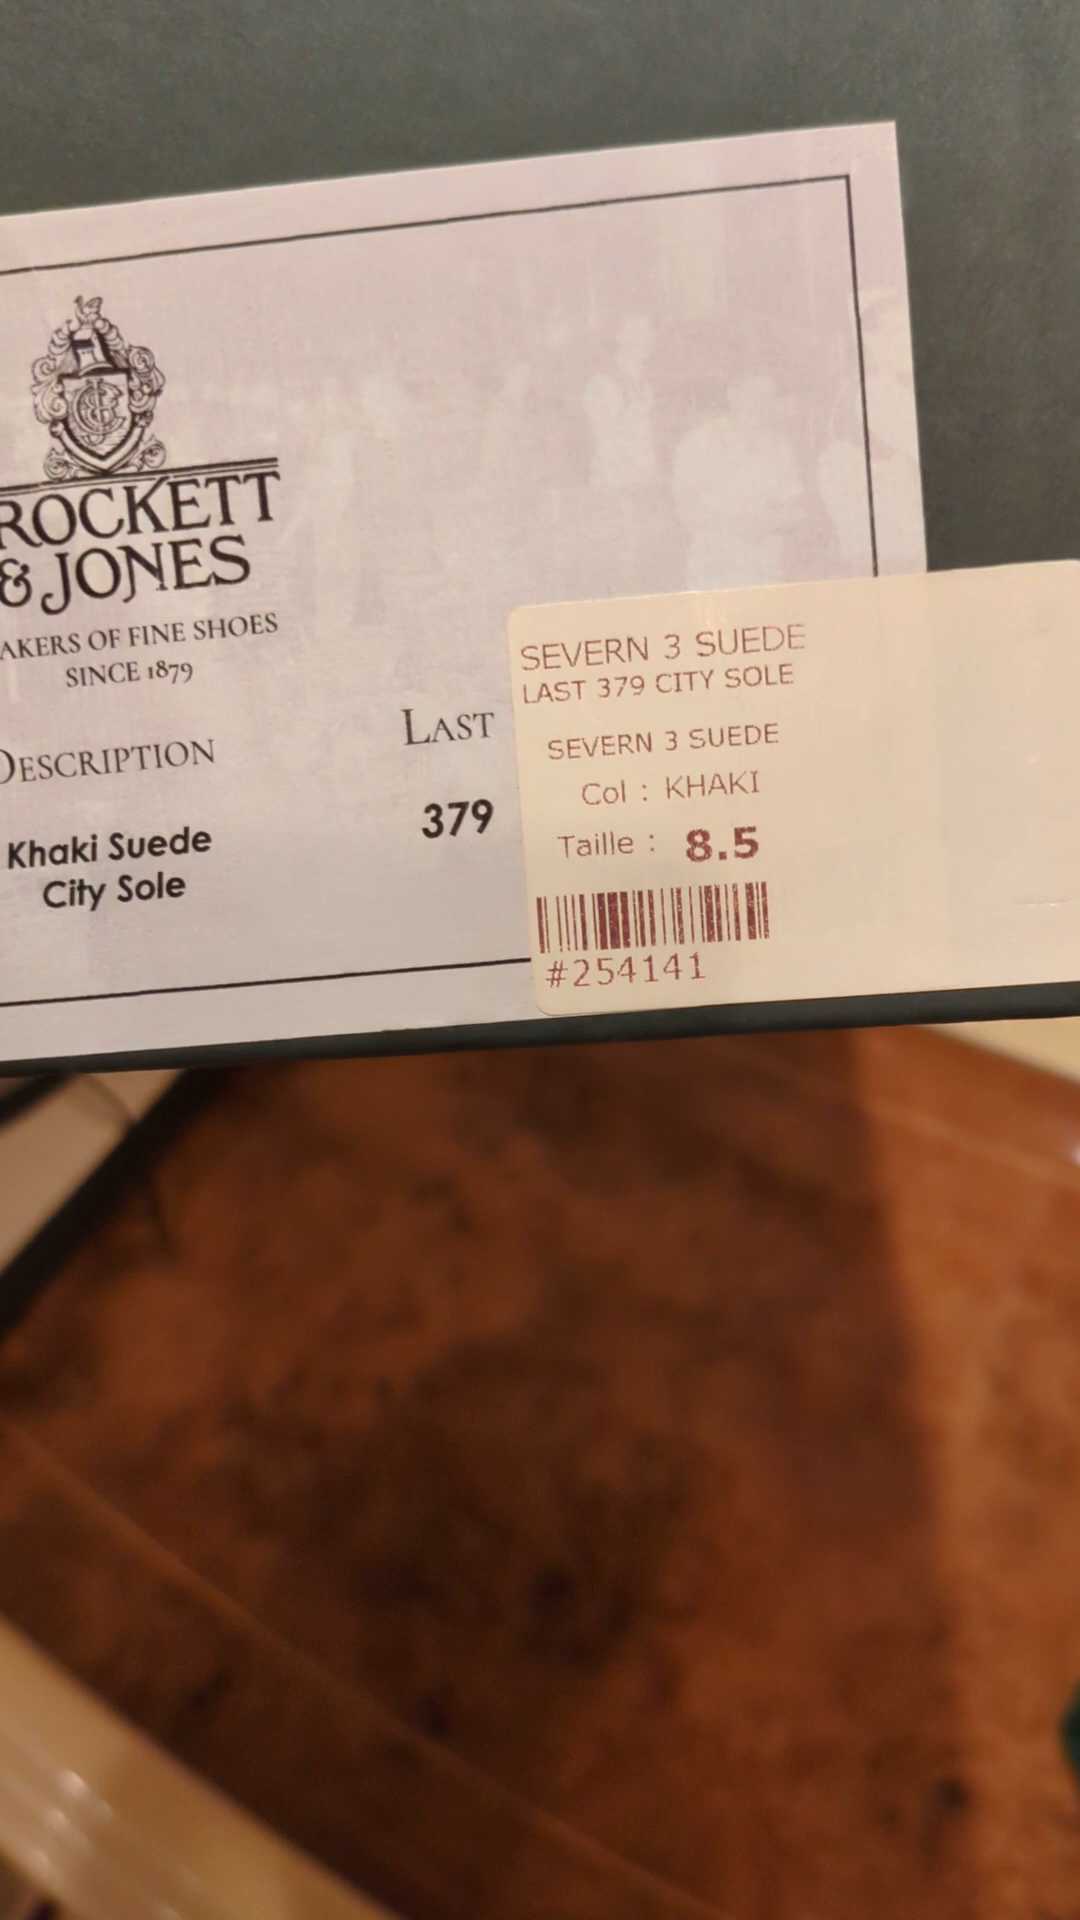 ROCKETT
& JONES
AKERS OF FINE SHOES
SINCE 1879
DESCRIPTION
LAST
Khaki Suede
City Sole
379
SEVERN 3 SUEDE
LAST 379 CITY SOLE
SEVERN 3 SUEDE
Col : KHAKI
Taille : 8.5
#254141